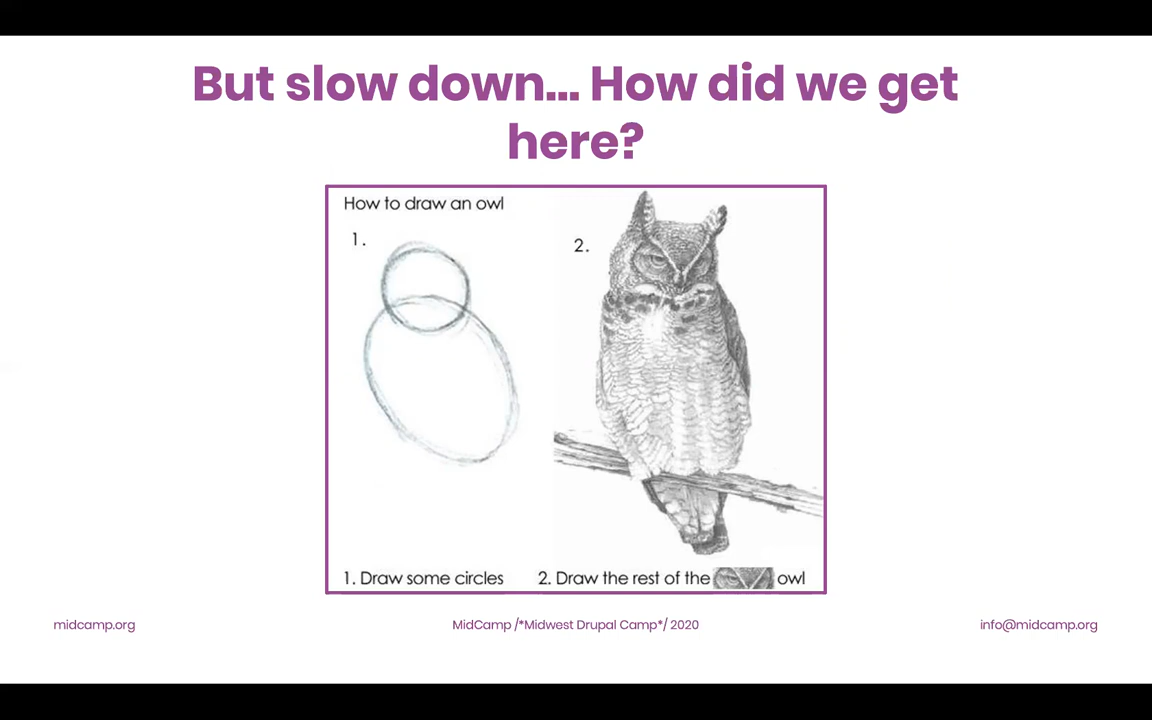 But slow down... How did we get
here?
How to draw an owl
1.
2.
1. Draw some circles
2. Draw the rest of the owl
midcamp.org
MidCamp /*Midwest Drupal Camp*/ 2020
info@midcamp.org